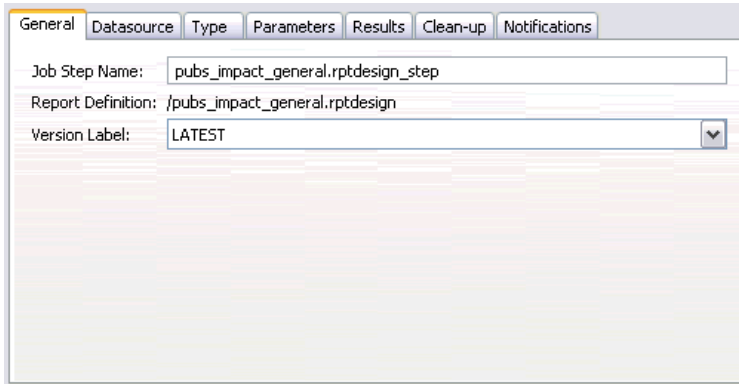 General Datasource Type Parameters Results Clean-up Notifications
Job Step Name: pubs_impact_general.rptdesign_step
Report Definition: /pubs_impact_general.rptdesign
Version Label: LATEST